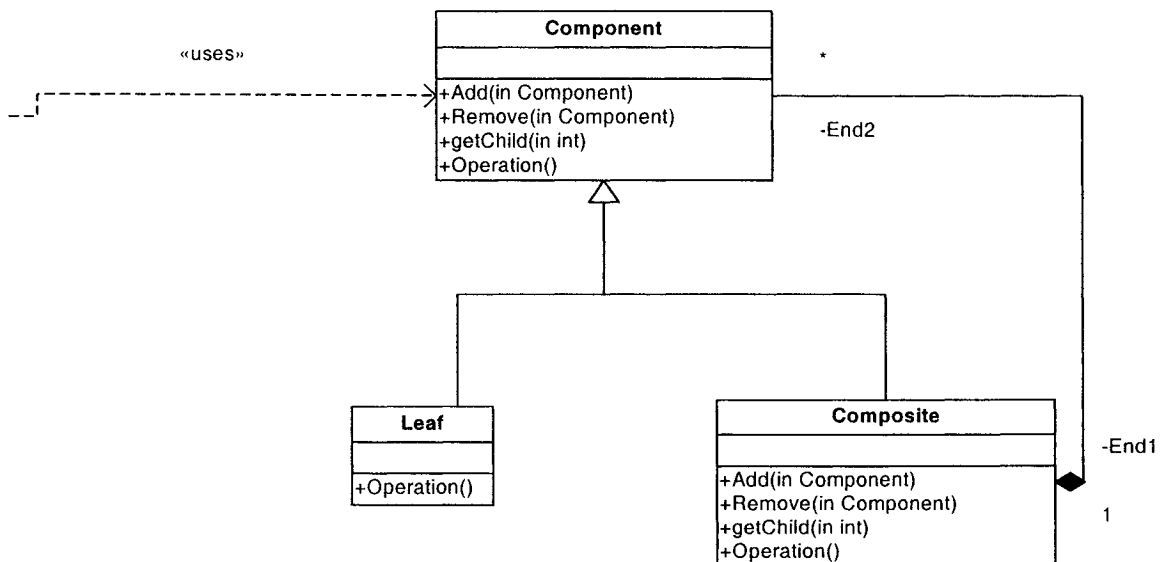 Component
«uses»
*
+Add(in Component)
+Remove(in Component)
+getChild(in int)
+Operation()
-End2
Leaf
+Operation()
Composite
-End1
+Add(in Component)
+Remove(in Component)
+getChild(in int)
+Operation()
1